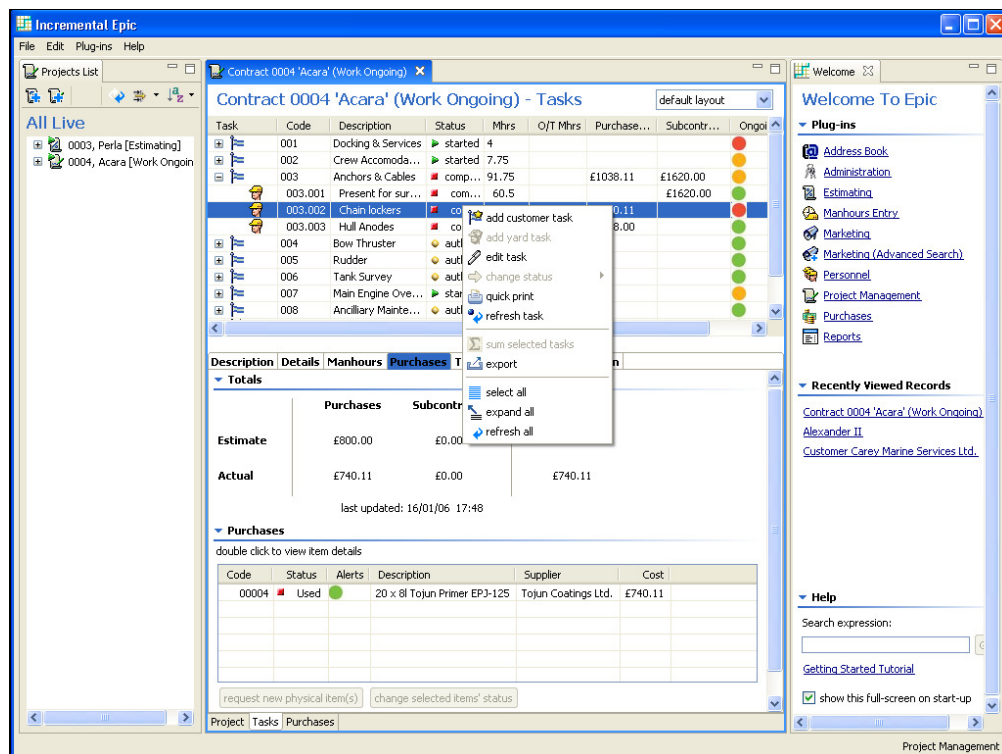 Incremental Epic
File Edit Plug-ins Help
Projects List
All Live
0003, Perla [Estimating]
0004, Acara [Work Ongoin
Contract 0004 'Acara' (Work Ongoing)
Contract 0004 'Acara' (Work Ongoing) - Tasks
default layout
Task Code Description Status Mhrs O/T Mhrs Purchase... Subcontr... Ongoi
001 Docking & Services started 4
002 Crew Accomoda... started 7.75
003 Anchors & Cables comp... 91.75 £1038.11 £1620.00
003.001 Present for sur... com... 60.5 £1620.00
003.002 Chain lockers co 0.11
003.003 Hull Anodes co 8.00
004 Bow Thruster aut
005 Rudder aut
006 Tank Survey aut
007 Main Engine Ove... star
008 Ancilliary Mainte... aut
add customer task
add yard task
edit task
change status
quick print
refresh task
sum selected tasks
export
select all
expand all
refresh all
Description Details Manhours Purchases T n
Totals
Purchases Subcontr
Estimate £800.00 £0.00
Actual £740.11 £0.00 £740.11
last updated: 16/01/06 17:48
Purchases
double click to view item details
Code Status Alerts Description Supplier Cost
00004 Used 20 x 8l Tojun Primer EPJ-125 Tojun Coatings Ltd. £740.11
request new physical item(s) change selected items' status
Project Tasks Purchases
Welcome
Welcome To Epic
Plug-ins
Address Book
Administration
Estimating
Manhours Entry
Marketing
Marketing (Advanced Search)
Personnel
Project Management
Purchases
Reports
Recently Viewed Records
Contract 0004 'Acara' (Work Ongoing)
Alexander II
Customer Carey Marine Services Ltd.
Help
Search expression:
Getting Started Tutorial
show this full-screen on start-up
Project Management